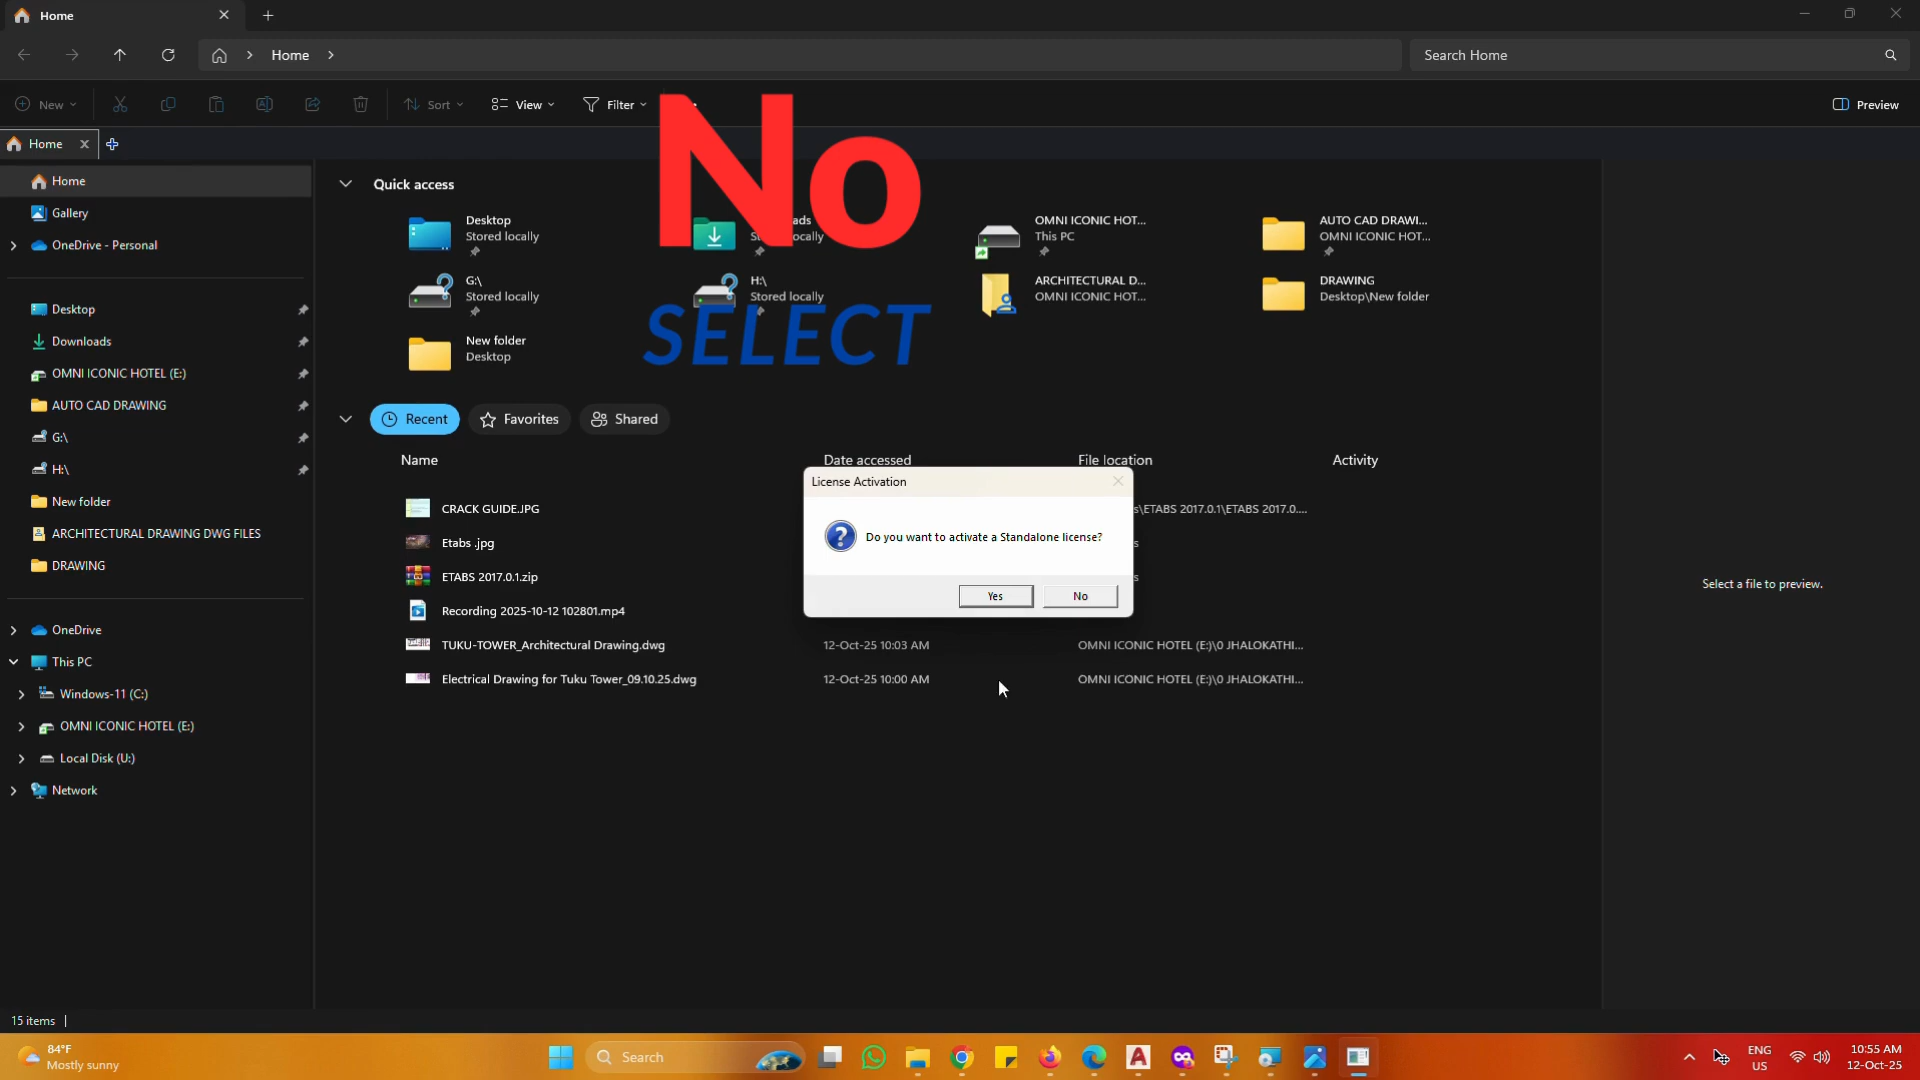 Home
Home
Search Home
New
Sort
View
Filter
Preview
Home
No
SELECT
Home
Gallery
OneDrive - Personal
Desktop
Downloads
OMNI ICONIC HOTEL (E:)
AUTO CAD DRAWING
G:\
H:\
New folder
ARCHITECTURAL DRAWING DWG FILES
DRAWING
OneDrive
This PC
Windows-11 (C:)
OMNI ICONIC HOTEL (E:)
Local Disk (U:)
Network
Quick access
Desktop
Stored locally
OMNI ICONIC HOT...
This PC
AUTO CAD DRAWI...
OMNI ICONIC HOT...
G:\
Stored locally
H:\
Stored locally
ARCHITECTURAL D...
OMNI ICONIC HOT...
DRAWING
Desktop\New folder
New folder
Desktop
Recent
Favorites
Shared
Name Date accessed File location Activity
CRACK GUIDE.JPG s\ETABS 2017.0.1\ETABS 2017.0....
Etabs .jpg s
ETABS 2017.0.1.zip s
Recording 2025-10-12 102801.mp4
TUKU-TOWER_Architectural Drawing.dwg 12-Oct-25 10:03 AM OMNI ICONIC HOTEL (E:)\0 JHALOKATHI...
Electrical Drawing for Tuku Tower_09.10.25.dwg 12-Oct-25 10:00 AM OMNI ICONIC HOTEL (E:)\0 JHALOKATHI...
License Activation
Do you want to activate a Standalone license?
Yes No
Select a file to preview.
15 items
84°F
Mostly sunny
Search
ENG
US
10:55 AM
12-Oct-25